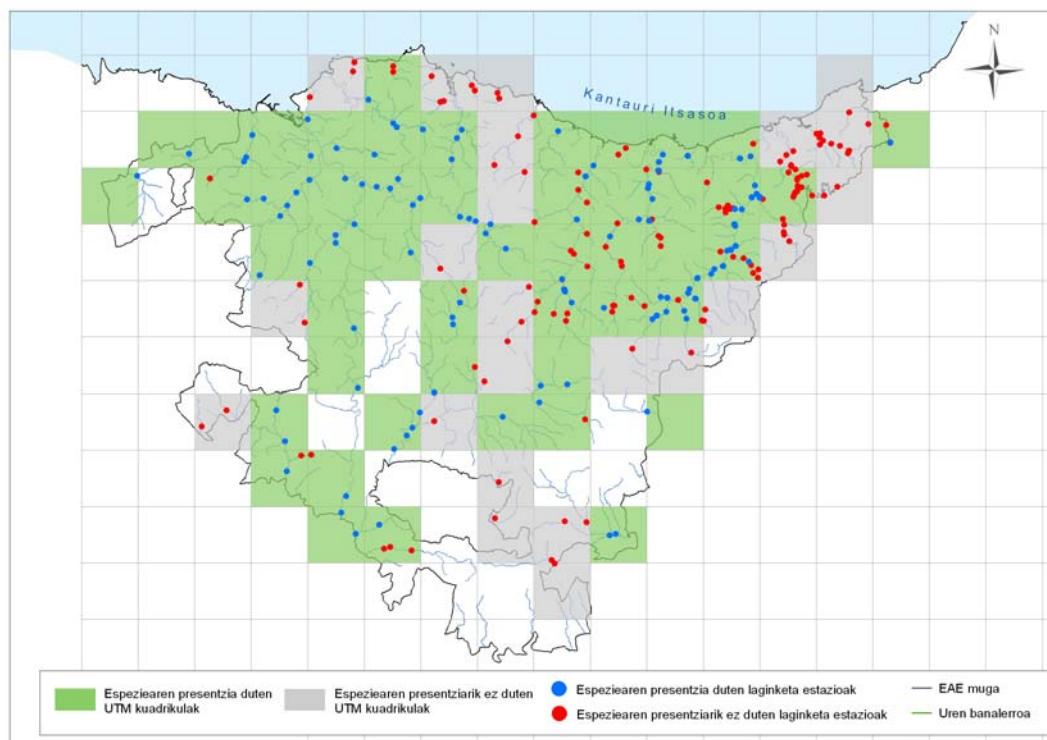 N
Kantauri Itsasoa
Espeziearen presentzia duten
UTM kuadrikulak
Espeziearen presentziarik ez duten
UTM kuadrikulak
Espeziearen presentzia duten laginketa estazioak
Espeziearen presentziarik ez duten laginketa estazioak
EAE muga
Uren banalerroa